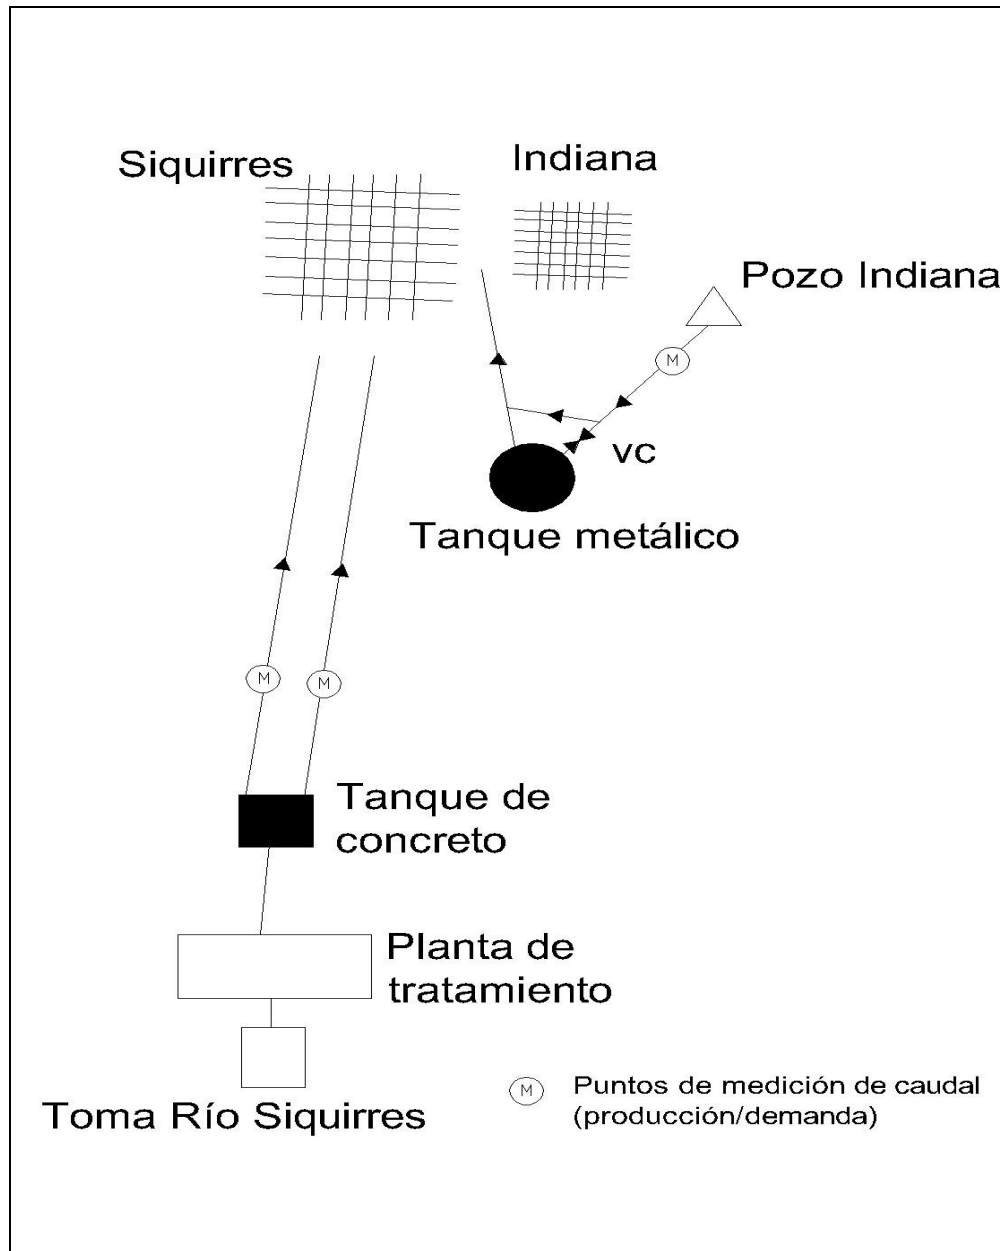 Siquirres
Indiana
Pozo Indiana
M
vc
Tanque metálico
M
M
Tanque de
concreto
Planta de
tratamiento
Toma Río Siquirres
M
Puntos de medición de caudal
(producción/demanda)